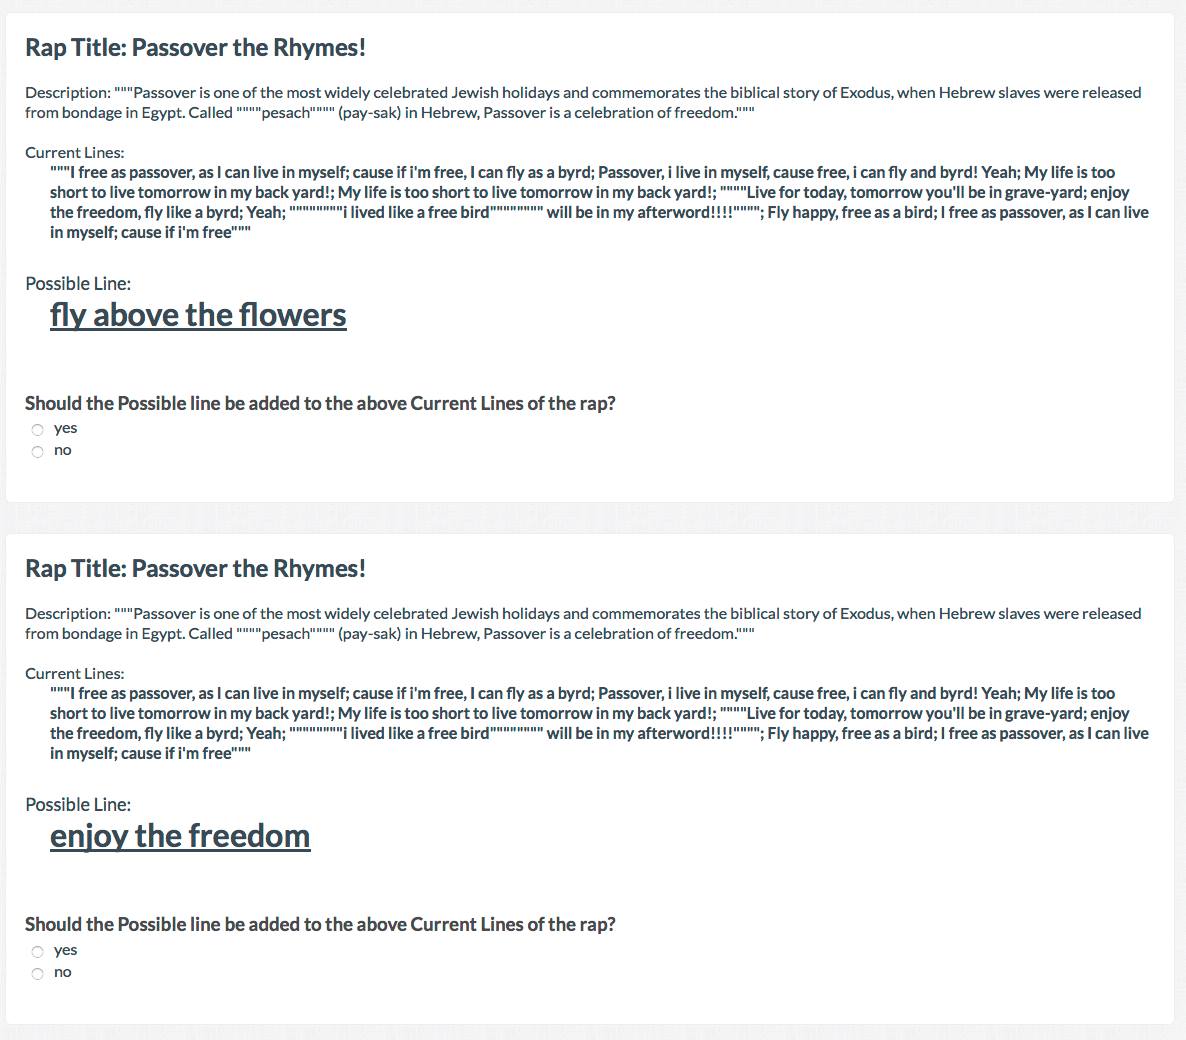 Rap Title: Passover the Rhymes!
Description: """Passover is one of the most widely celebrated Jewish holidays and commemorates the biblical story of Exodus, when Hebrew slaves were released
from bondage in Egypt. Called """"pesach"""" (pay-sak) in Hebrew, Passover is a celebration of freedom."""
Current Lines:
"""I free as passover, as I can live in myself; cause if i'm free, I can fly as a byrd; Passover, i live in myself, cause free, i can fly and byrd! Yeah; My life is too
short to live tomorrow in my back yard!; My life is too short to live tomorrow in my back yard!; """"Live for today, tomorrow you'll be in grave-yard; enjoy
the freedom, fly like a byrd; Yeah; """"""""i lived like a free bird"""""""" will be in my afterword!!!!""""; Fly happy, free as a bird; I free as passover, as I can live
in myself; cause if i'm free"""
Possible Line:
fly above the flowers
Should the Possible line be added to the above Current Lines of the rap?
yes
no
Rap Title: Passover the Rhymes!
Description: """Passover is one of the most widely celebrated Jewish holidays and commemorates the biblical story of Exodus, when Hebrew slaves were released
from bondage in Egypt. Called """"pesach"""" (pay-sak) in Hebrew, Passover is a celebration of freedom."""
Current Lines:
"""I free as passover, as I can live in myself; cause if i'm free, I can fly as a byrd; Passover, i live in myself, cause free, i can fly and byrd! Yeah; My life is too
short to live tomorrow in my back yard!; My life is too short to live tomorrow in my back yard!; """"Live for today, tomorrow you'll be in grave-yard; enjoy
the freedom, fly like a byrd; Yeah; """"""""i lived like a free bird"""""""" will be in my afterword!!!!""""; Fly happy, free as a bird; I free as passover, as I can live
in myself; cause if i'm free"""
Possible Line:
enjoy the freedom
Should the Possible line be added to the above Current Lines of the rap?
yes
no